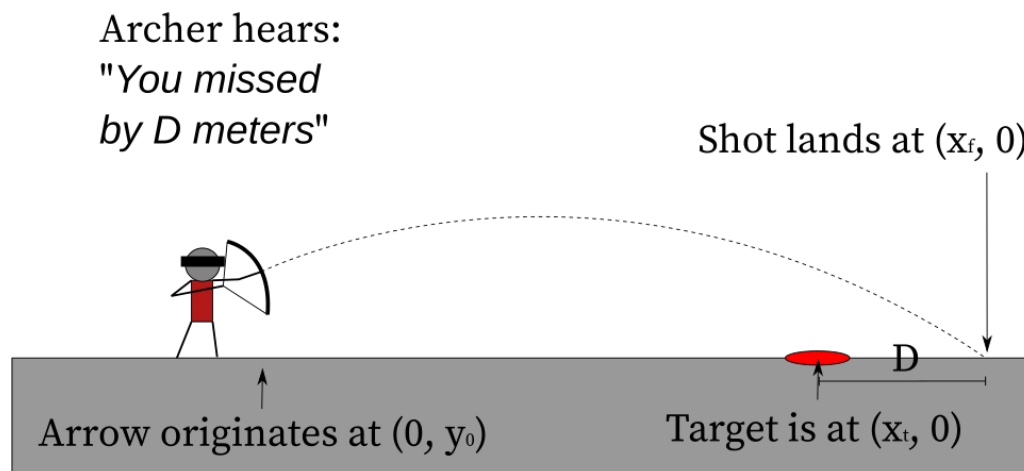 Archer hears:
"You missed
by D meters"
Shot lands at (xf, 0)
D
Arrow originates at (0, y0)
Target is at (xt, 0)